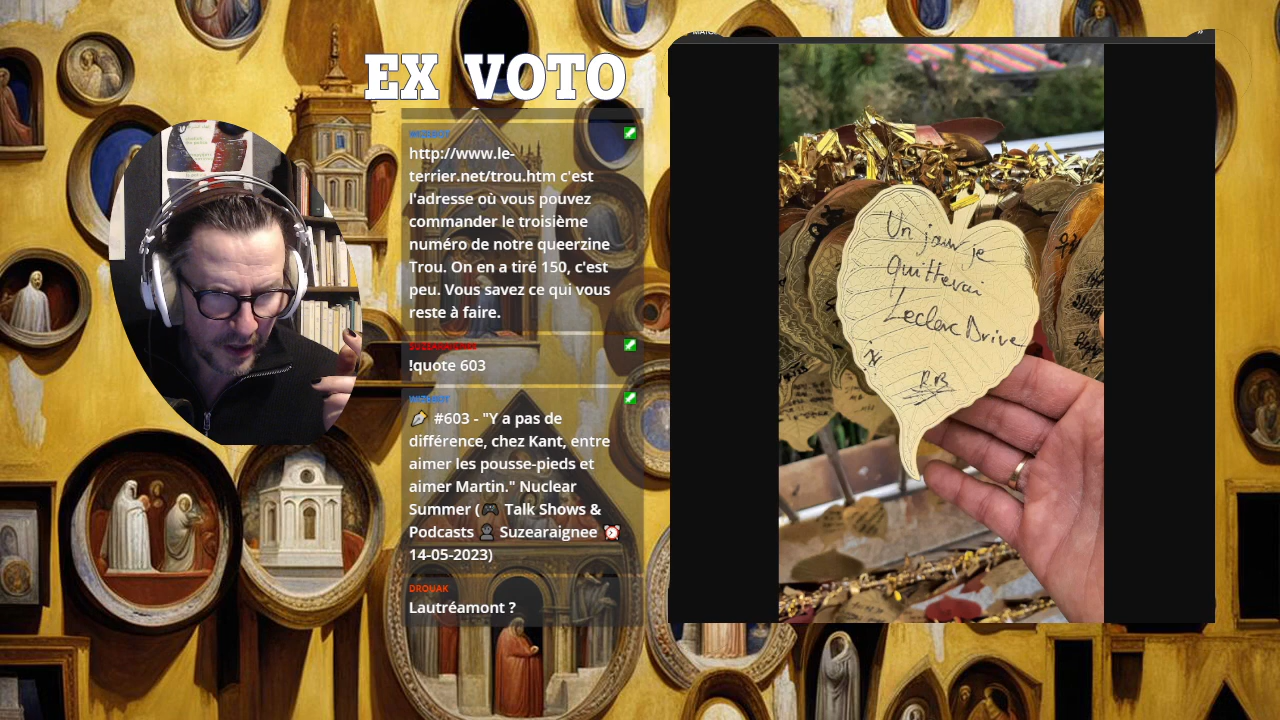 EX VOTO
WIZEBOT
http://www.le-
terrier.net/trou.htm c'est
l'adresse où vous pouvez
commander le troisième
numéro de notre queerzine
Trou. On en a tiré 150, c'est
peu. Vous savez ce qui vous
reste à faire.
SUZEARAIGNEE
!quote 603
WIZEBOT
#603 - "Y a pas de
différence, chez Kant, entre
aimer les pousse-pieds et
aimer Martin." Nuclear
Summer (🎮 Talk Shows &
Podcasts 👤 Suzearaignee ⏰
14-05-2023)
DROUAK
Lautréamont ?
Un jour je
quitterai
Leclerc Drive